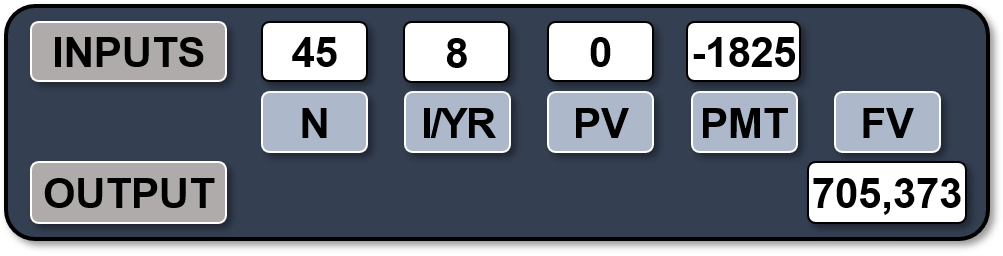 INPUTS 45 8 0 -1825
N I/YR PV PMT FV
OUTPUT 705,373